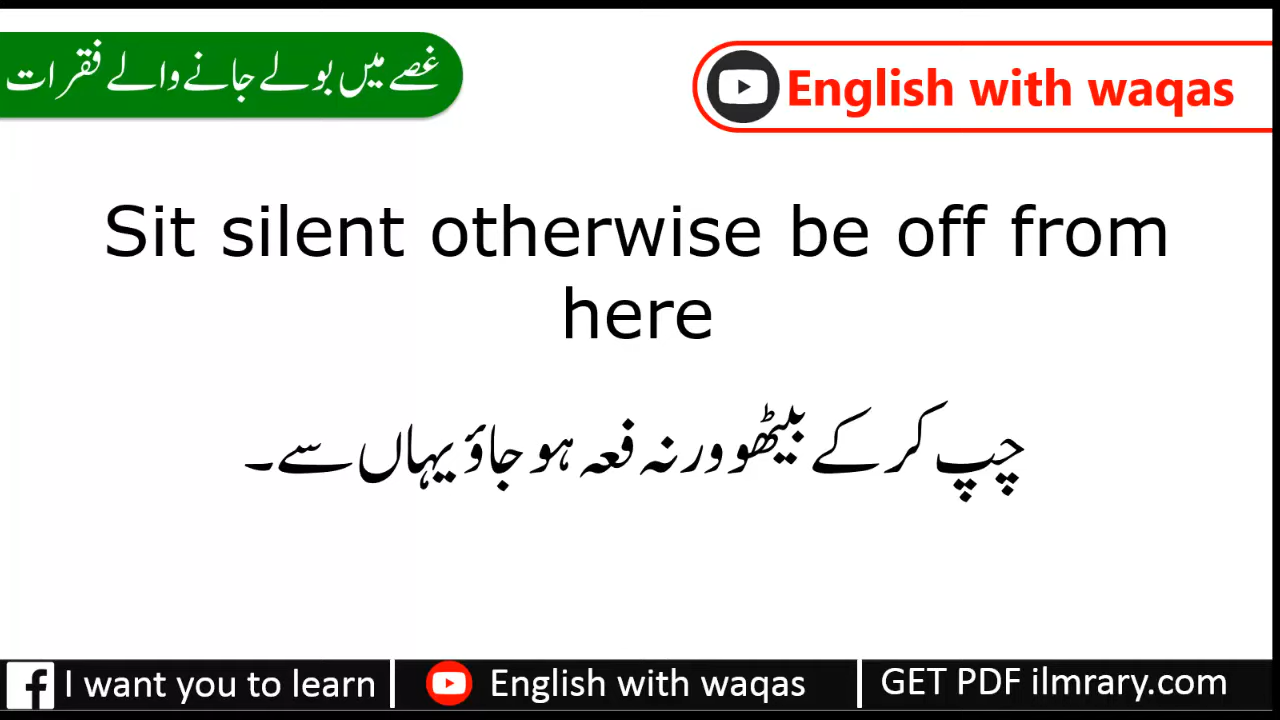 غصے میں بولے جانے والے فقرات
English with waqas
Sit silent otherwise be off from
here
چپ کر کے بیٹھو ورنہ فعہ ہو جاؤ یہاں سے۔
I want you to learn
English with waqas
GET PDF ilmrary.com